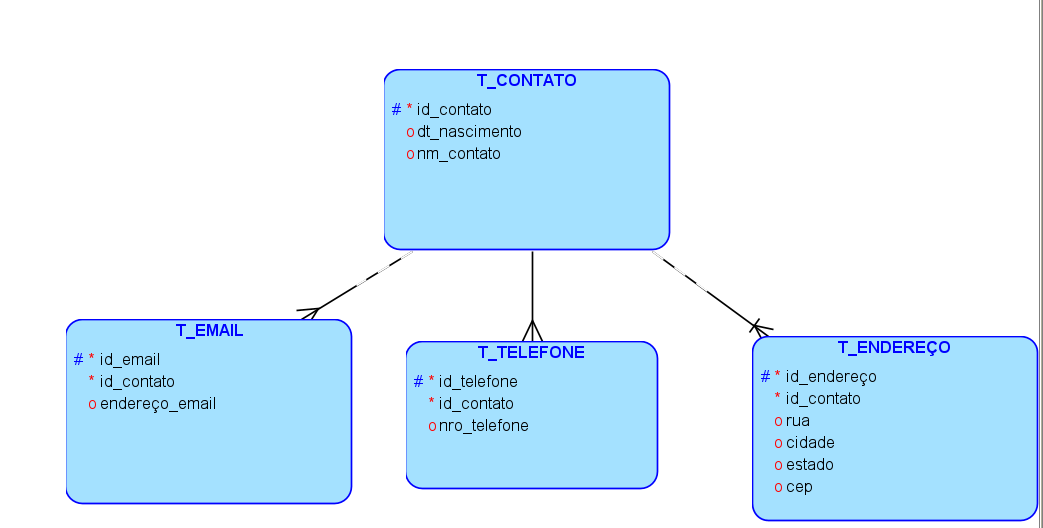 T_CONTATO
# * id_contato
o dt_nascimento
o nm_contato
T_EMAIL
# * id_email
* id_contato
o endereço_email
T_TELEFONE
# * id_telefone
* id_contato
o nro_telefone
T_ENDEREÇO
# * id_endereço
* id_contato
o rua
o cidade
o estado
o cep